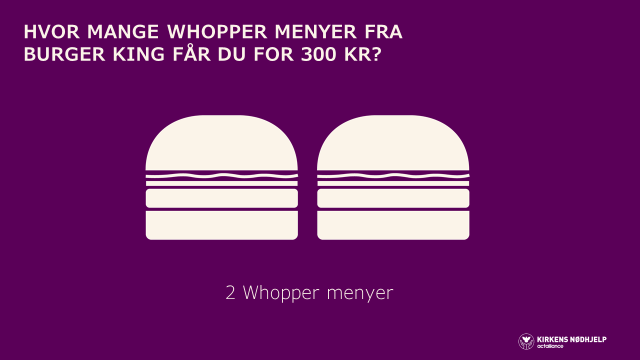 HVOR MANGE WHOPPER MENYER FRA
BURGER KING FÅR DU FOR 300 KR?
2 Whopper menyer
KIRKENS NØDHJELP
actalliance